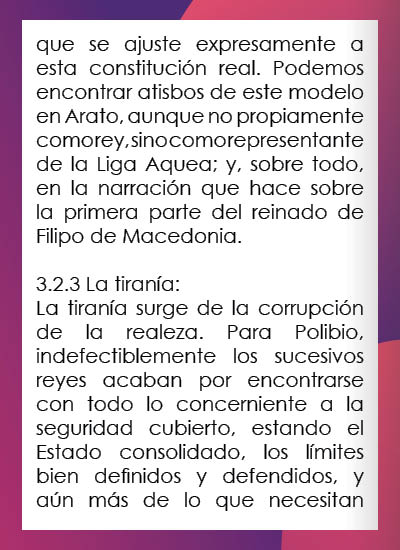 que se ajuste expresamente a
esta constitución real. Podemos
encontrar atisbos de este modelo
en Arato, aunque no propiamente
comorey,sinocomorepresentante
de la Liga Aquea; y, sobre todo,
en la narración que hace sobre
la primera parte del reinado de
Filipo de Macedonia.
3.2.3 La tiranía:
La tiranía surge de la corrupción
de la realeza. Para Polibio,
indefectiblemente los sucesivos
reyes acaban por encontrarse
con todo lo concerniente a la
seguridad cubierto, estando el
Estado consolidado, los límites
bien definidos y defendidos, y
aún más de lo que necesitan